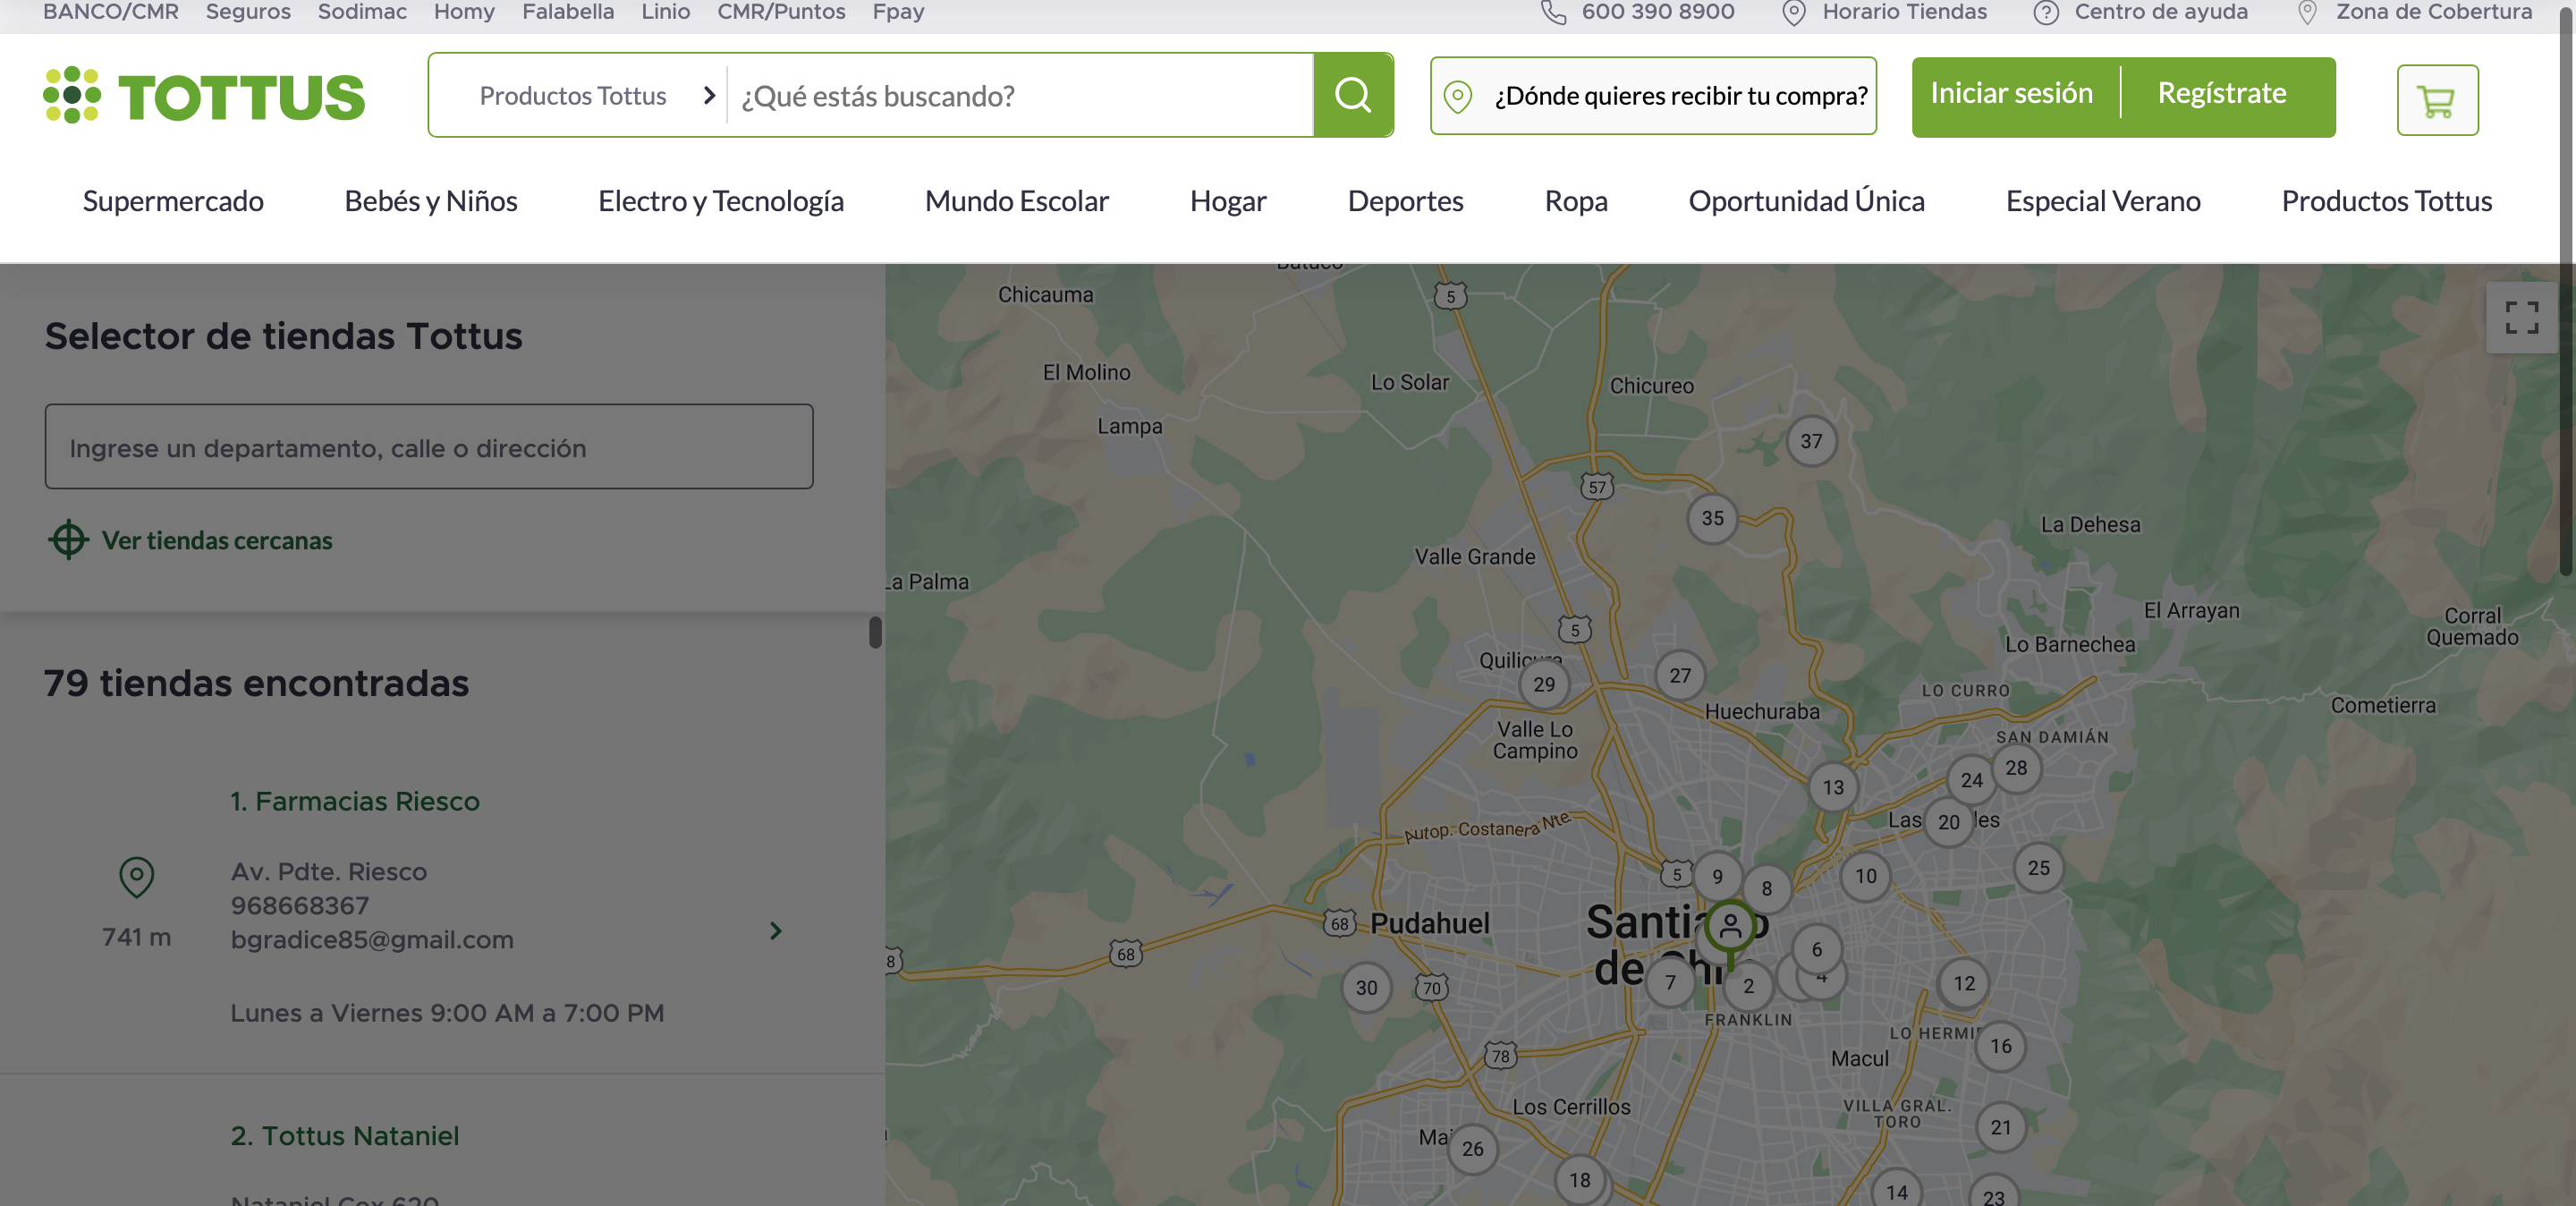 BANCO/CMR Seguros Sodimac Homy Falabella Linio CMR/Puntos Fpay 600 390 8900 Horario Tiendas Centro de ayuda Zona de Cobertura
TOTTUS Productos Tottus ¿Qué estás buscando? ¿Dónde quieres recibir tu compra? Iniciar sesión Regístrate
Supermercado Bebés y Niños Electro y Tecnología Mundo Escolar Hogar Deportes Ropa Oportunidad Única Especial Verano Productos Tottus
Selector de tiendas Tottus
Ingrese un departamento, calle o dirección
Ver tiendas cercanas
79 tiendas encontradas
1. Farmacias Riesco
Av. Pdte. Riesco
968668367
741 m
bgradice85@gmail.com
Lunes a Viernes 9:00 AM a 7:00 PM
2. Tottus Nataniel
Nataniel Cox 620
Batuco
Chicauma
5
El Molino
Lo Solar
Chicureo
Lampa
37
57
35
La Dehesa
Valle Grande
La Palma
El Arrayan
Corral
Quemado
5
Lo Barnechea
Quilicura
27
29
LO CURRO
Cometierra
Huechuraba
Valle Lo
Campino
SAN DAMIÁN
28
24
13
Las
20
Autop. Costanera Nte
25
5
9
8
10
68
Pudahuel
Santiago
de
6
68
8
7
2
4
12
30
70
FRANKLIN
LO HERMI
16
Macul
78
Los Cerrillos
VILLA GRAL.
TORO
21
Mai
26
18
14
23